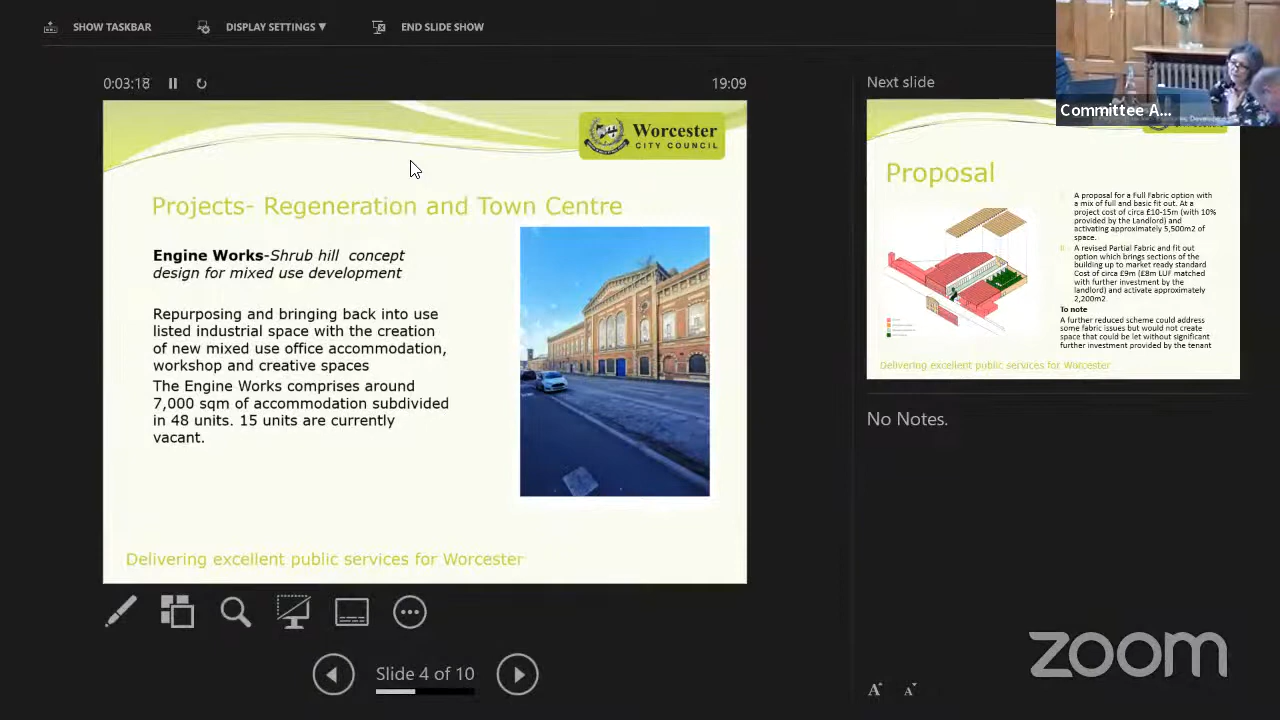 SHOW TASKBAR
DISPLAY SETTINGS ▼
END SLIDE SHOW
0:03:18
19:09
Next slide
Committee A...
Worcester
CITY COUNCIL
Projects- Regeneration and Town Centre
Engine Works-Shrub hill concept
design for mixed use development
Repurposing and bringing back into use
listed industrial space with the creation
of new mixed use office accommodation,
workshop and creative spaces
The Engine Works comprises around
7,000 sqm of accommodation subdivided
in 48 units. 15 units are currently
vacant.
Delivering excellent public services for Worcester
Proposal
A proposal for a Full Fabric option with
a mix of full and basic fit out. At a
project cost of circa £10-15m (with 10%
provided by the Landlord) and
activating approximately 5,500m2 of
space.
A revised Partial Fabric and fit out
option which brings sections of the
building up to market ready standard
Cost of circa £9m (£8m LUF matched
with further investment by the
landlord) and activate approximately
2,200m2
To note
A further reduced scheme could address
some fabric issues but would not create
space that could be let without significant
further investment provided by the tenant
Delivering excellent public services for Worcester
No Notes.
Slide 4 of 10
A A
zoom